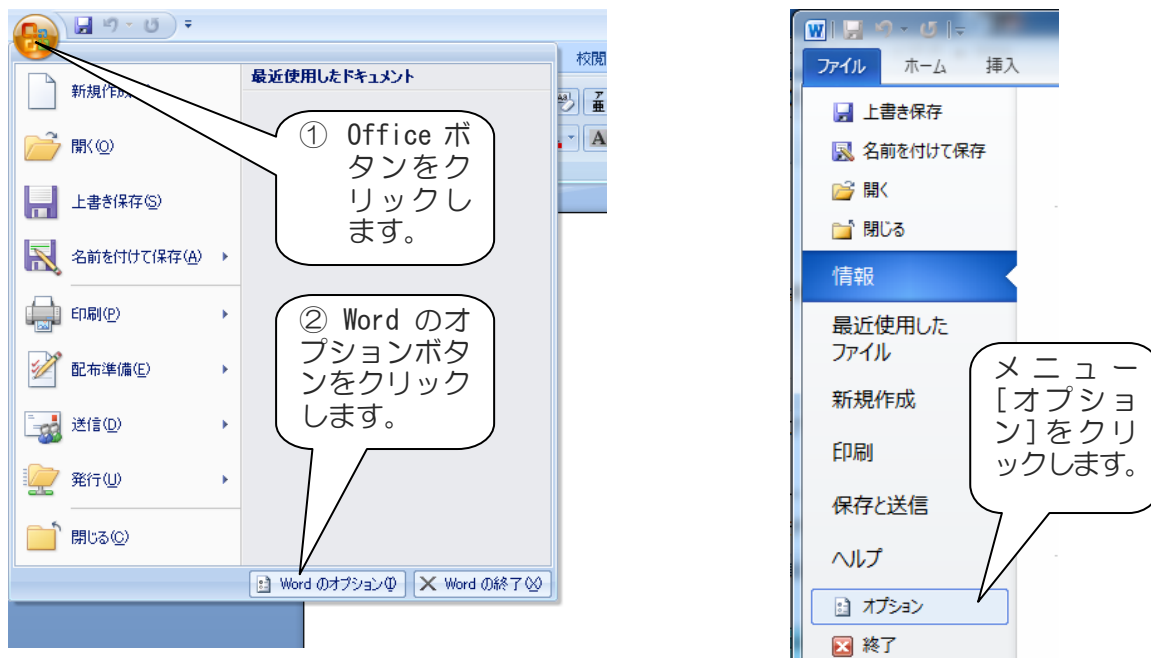 校閲
最近使用したドキュメント
開く(O)
上書き保存(S)
名前を付けて保存(A)
印刷(P)
配布準備(E)
送信(D)
発行(U)
閉じる(C)
Word のオプション(I)
Word の終了(X)
① Office ボ
タンをク
リックし
ます。
② Word のオ
プションボタ
ンをクリック
します。
ファイル ホーム 挿入
上書き保存
名前を付けて保存
開く
閉じる
情報
最近使用した
ファイル
新規作成
印刷
保存と送信
ヘルプ
オプション
終了
メニュー
[オプショ
ン]をクリ
ックします。